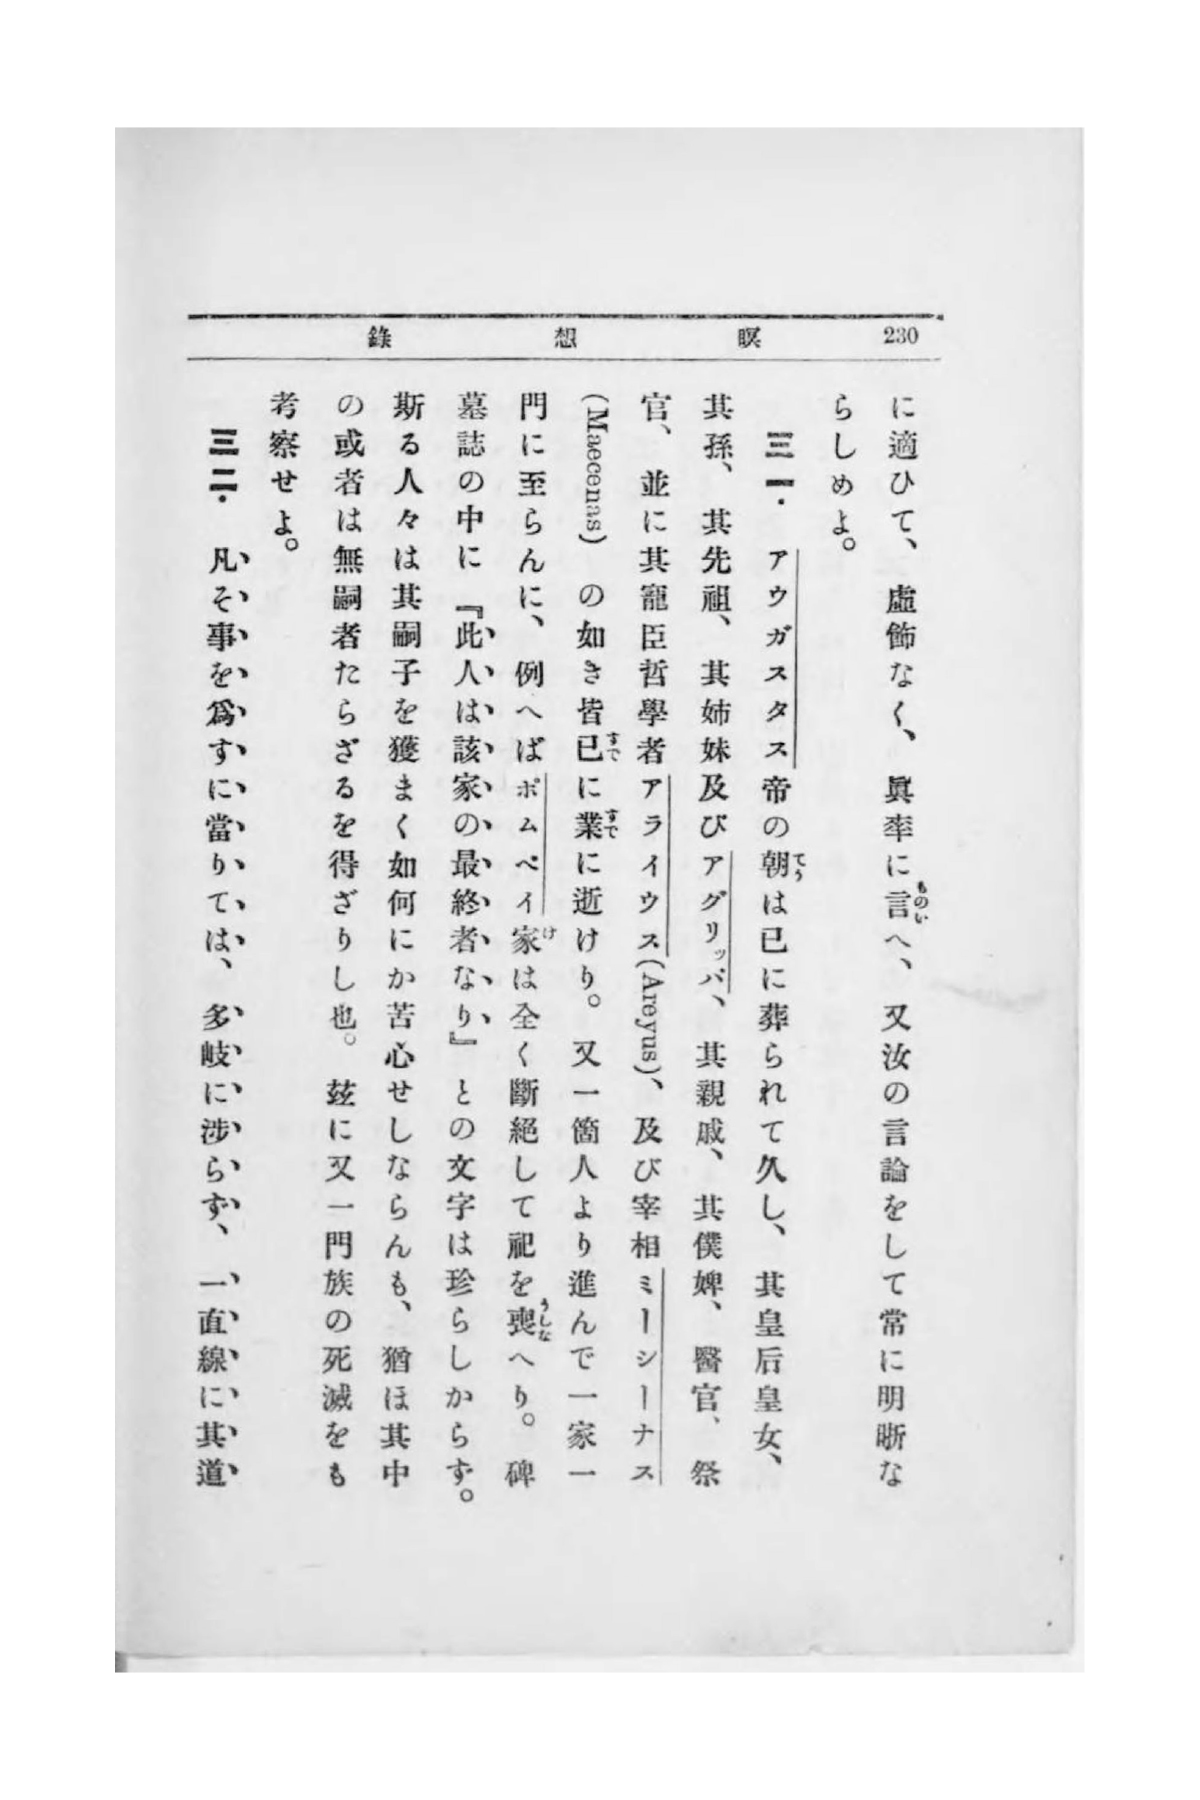 230 瞑想錄
に適ひて、虛飾なく、眞率に言へ、又汝の言論をして常に明晰な
らしめよ。
三一. アウガスタス帝の朝は已に葬られて久し、其皇后皇女、
其孫、其先祖、其姉妹及びアグリッパ、其親戚、其僕婢、醫官、祭
官、並に其寵臣哲學者アライウス(Areyus)、及び宰相ミーシーナス
(Maecenas)の如き皆已に業に逝けり。又一箇人より進んで一家一
門に至らんに、例へばポムペイ家は全く斷絕して祀を喪へり。碑
墓誌の中に『此人は該家の最終者なり』との文字は珍らしからず。
斯る人々は其嗣子を獲まく如何にか苦心せしならんも、猶ほ其中
の或者は無嗣者たらざるを得ざりし也。玆に又一門族の死滅をも
考察せよ。
三二. 凡そ事を爲すに當りては、多岐に涉らず、一直線に其道